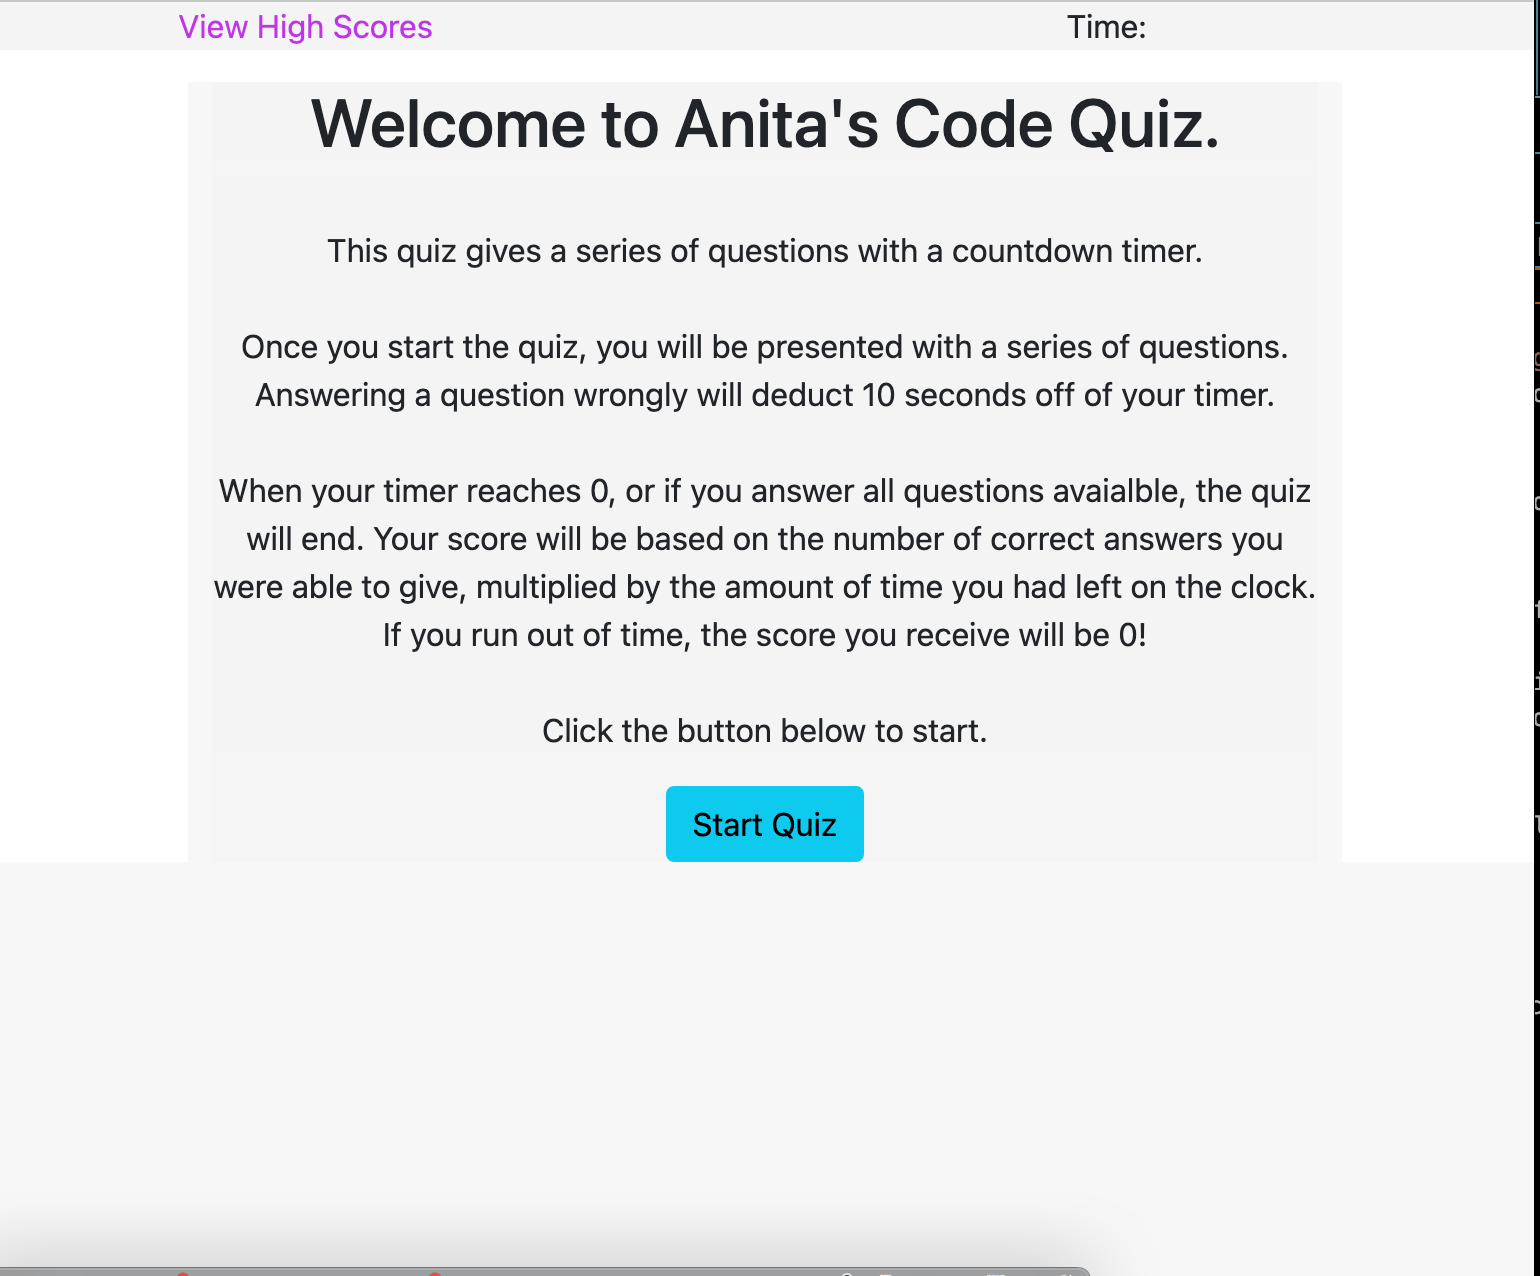 View High Scores
Time:
Welcome to Anita's Code Quiz.
This quiz gives a series of questions with a countdown timer.
Once you start the quiz, you will be presented with a series of questions.
Answering a question wrongly will deduct 10 seconds off of your timer.
When your timer reaches 0, or if you answer all questions avaialble, the quiz
will end. Your score will be based on the number of correct answers you
were able to give, multiplied by the amount of time you had left on the clock.
If you run out of time, the score you receive will be 0!
Click the button below to start.
Start Quiz